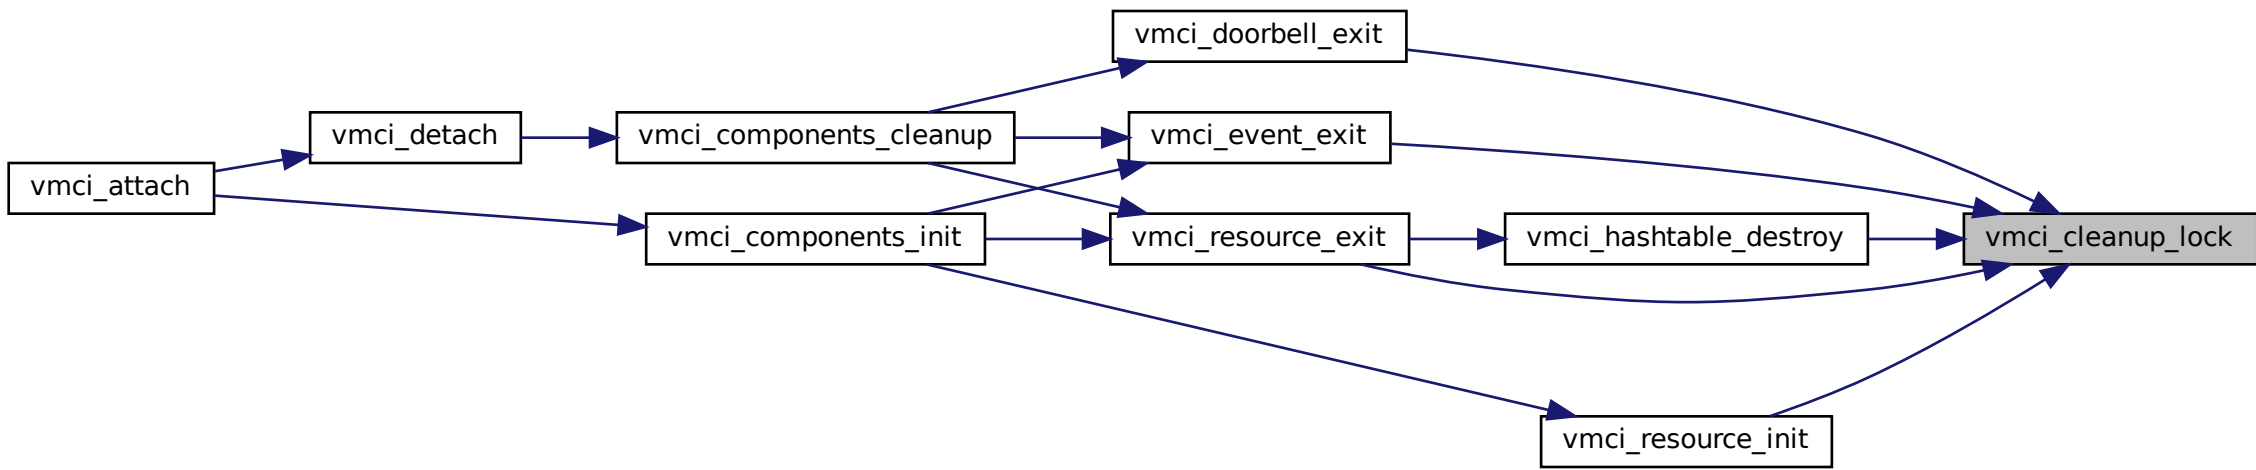 vmci_doorbell_exit
vmci_detach
vmci_components_cleanup
vmci_event_exit
vmci_attach
vmci_components_init
vmci_resource_exit
vmci_hashtable_destroy
vmci_cleanup_lock
vmci_resource_init